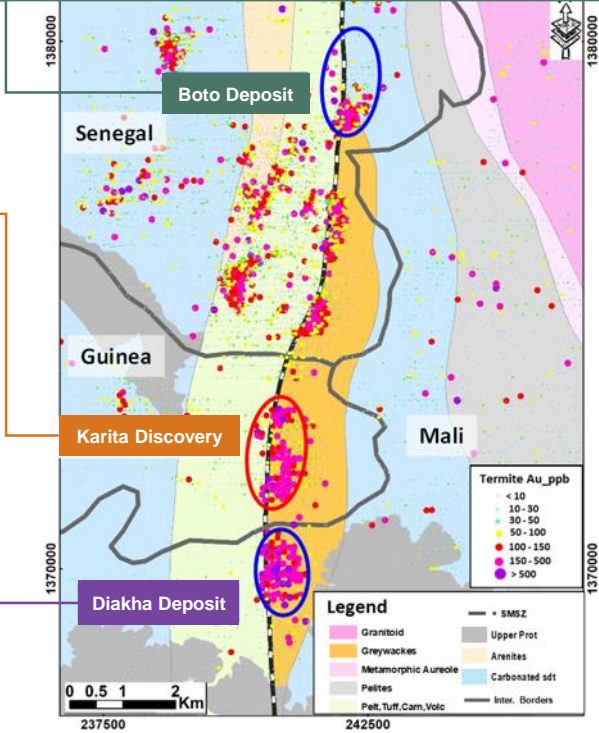 1380000
Boto Deposit
Senegal
Guinea
Karita Discovery
Mali
Termite Au_ppb
< 10
10 - 30
30 - 50
50 - 100
100 - 150
150 - 500
> 500
1370000
Diakha Deposit
Legend
Granitoid
Greywackes
Metamorphic Aureole
Pelites
Pelt,Tuff,Carn,Volc
SMSZ
Upper Prot
Arenites
Carbonated sdt
Inter. Borders
0 0.5 1 2
Km
237500 242500